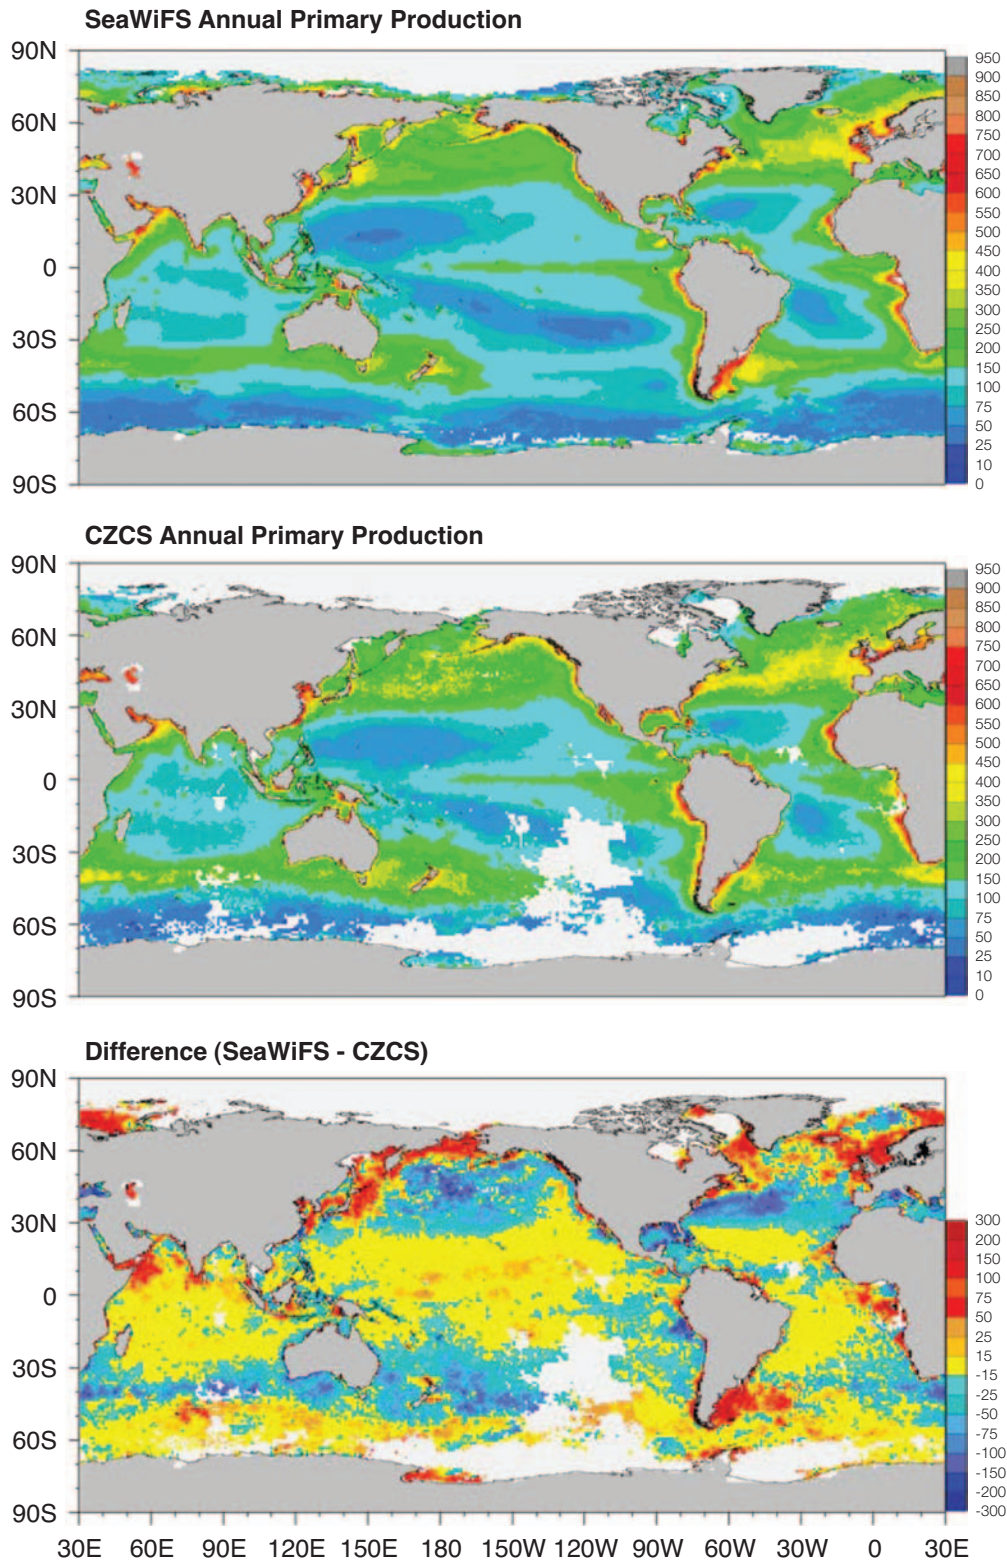 SeaWiFS Annual Primary Production
90N
60N
30N
0
30S
60S
90S
950
900
850
800
750
700
650
600
550
500
450
400
350
300
250
200
150
100
75
50
25
10
0
CZCS Annual Primary Production
90N
60N
30N
0
30S
60S
90S
950
900
850
800
750
700
650
600
550
500
450
400
350
300
250
200
150
100
75
50
25
10
0
Difference (SeaWiFS - CZCS)
90N
60N
30N
0
30S
60S
90S
300
200
150
100
75
50
25
15
-15
-25
-50
-75
-100
-150
-200
-300
30E 60E 90E 120E 150E 180 150W 120W 90W 60W 30W 0 30E